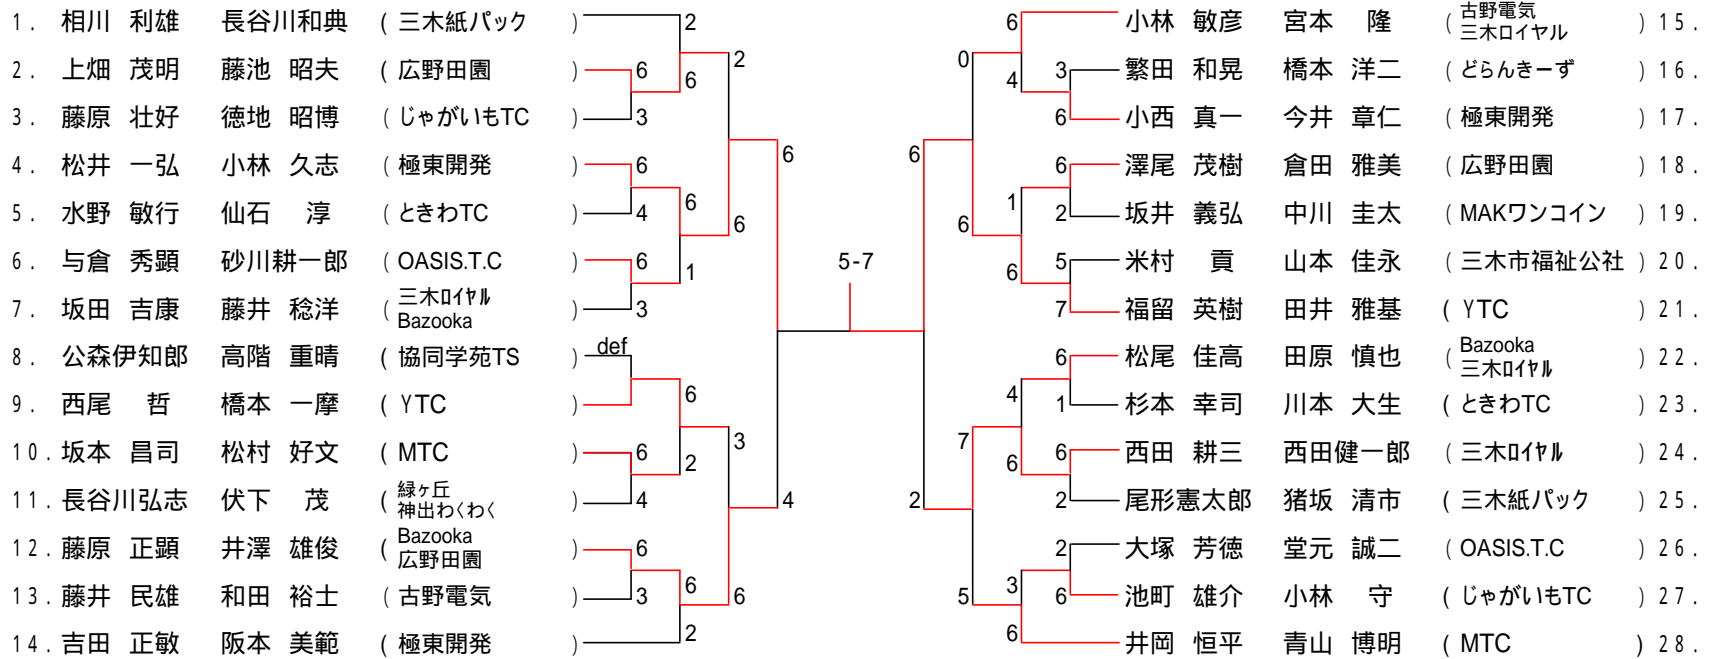 1. 相川 利雄 長谷川和典 ( 三木紙パック )
2. 上畑 茂明 藤池 昭夫 ( 広野田園 )
3. 藤原 壮好 徳地 昭博 ( じゃがいもTC )
4. 松井 一弘 小林 久志 ( 極東開発 )
5. 水野 敏行 仙石 淳 ( ときわTC )
6. 与倉 秀顕 砂川耕一郎 ( OASIS.T.C )
7. 坂田 吉康 藤井 稔洋 ( 三木ロイヤル
Bazooka )
8. 公森伊知郎 高階 重晴 ( 協同学苑TS )
9. 西尾 哲 橋本 一摩 ( YTC )
10. 坂本 昌司 松村 好文 ( MTC )
11. 長谷川弘志 伏下 茂 ( 緑ヶ丘
神出わくわく )
12. 藤原 正顕 井澤 雄俊 ( Bazooka
広野田園 )
13. 藤井 民雄 和田 裕士 ( 古野電気 )
14. 吉田 正敏 阪本 美範 ( 極東開発 )
2
6
3
6
4
6
3
def
6
4
6
3
6
6
1
6
2
6
2
2
6
3
6
6
4
5-7
6
2
0
6
7
5
6
4
1
6
4
6
3
6
3
6
6
2
5
7
6
1
6
2
2
6
小林 敏彦 宮本 隆 ( 古野電気
三木ロイヤル ) 15.
繁田 和晃 橋本 洋二 ( どらんきーず ) 16.
小西 真一 今井 章仁 ( 極東開発 ) 17.
澤尾 茂樹 倉田 雅美 ( 広野田園 ) 18.
坂井 義弘 中川 圭太 ( MAKワンコイン ) 19.
米村 貢 山本 佳永 ( 三木市福祉公社 ) 20.
福留 英樹 田井 雅基 ( YTC ) 21.
松尾 佳高 田原 慎也 ( Bazooka
三木ロイヤル ) 22.
杉本 幸司 川本 大生 ( ときわTC ) 23.
西田 耕三 西田健一郎 ( 三木ロイヤル ) 24.
尾形憲太郎 猪坂 清市 ( 三木紙パック ) 25.
大塚 芳徳 堂元 誠二 ( OASIS.T.C ) 26.
池町 雄介 小林 守 ( じゃがいもTC ) 27.
井岡 恒平 青山 博明 ( MTC ) 28.